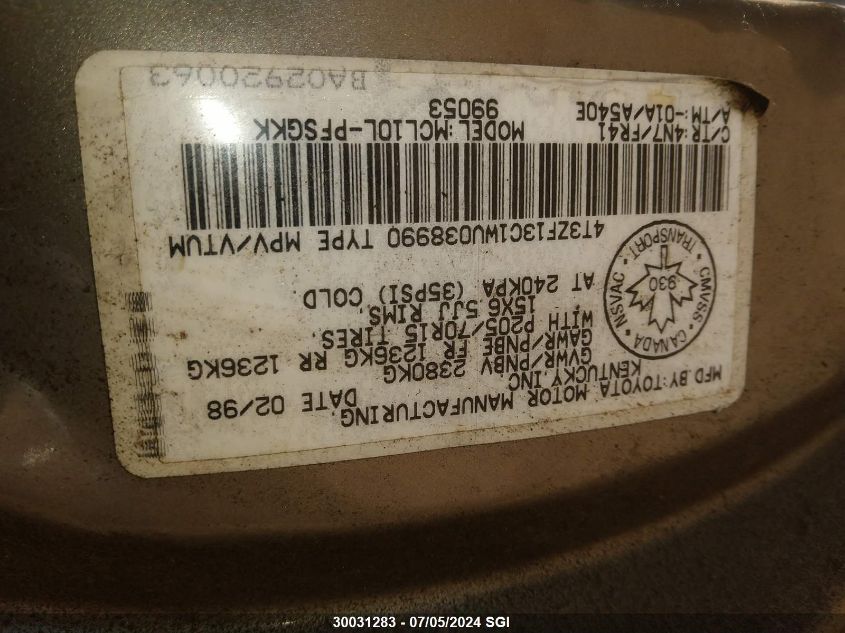 MFD.BY:TOYOTA MOTOR MANUFACTURING,
KENTUCKY,INC. DATE 02/98
GVWR/PNBV 2380KG
GAWR/PNBE FR 1236KG RR 1236KG
WITH P205/70R15 TIRES,
15X6 5JJ RIMS,
AT 240KPA (35PSI) COLD
NSVAC • TRANSPORT • CMVSS • CANADA •
930
4T3ZF13C1WU038990 TYPE MPV/VTUM
C/TR:4N7/FR41 MODEL:MCL10L-PFSGKK
A/TM:-01A/A540E 99053
BA02920063
30031283 - 07/05/2024 SGI